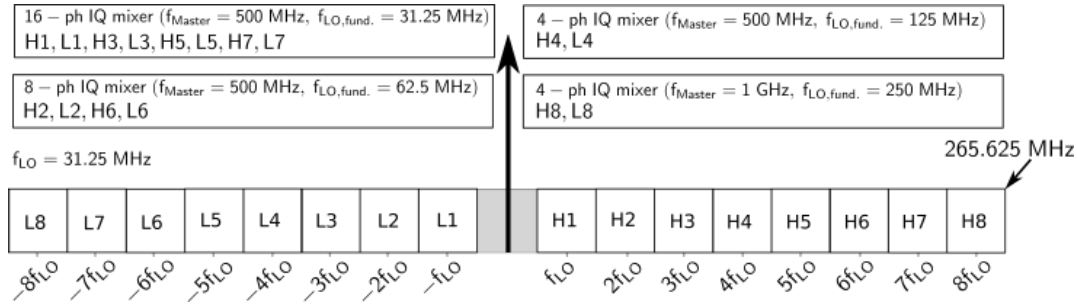 16 – ph IQ mixer (fMaster = 500 MHz, fLO,fund. = 31.25 MHz)
H1, L1, H3, L3, H5, L5, H7, L7
4 – ph IQ mixer (fMaster = 500 MHz, fLO,fund. = 125 MHz)
H4, L4
8 – ph IQ mixer (fMaster = 500 MHz, fLO,fund. = 62.5 MHz)
H2, L2, H6, L6
4 – ph IQ mixer (fMaster = 1 GHz, fLO,fund. = 250 MHz)
H8, L8
fLO = 31.25 MHz
265.625 MHz
L8 L7 L6 L5 L4 L3 L2 L1 H1 H2 H3 H4 H5 H6 H7 H8
−8fLO −7fLO −6fLO −5fLO −4fLO −3fLO −2fLO −fLO fLO 2fLO 3fLO 4fLO 5fLO 6fLO 7fLO 8fLO